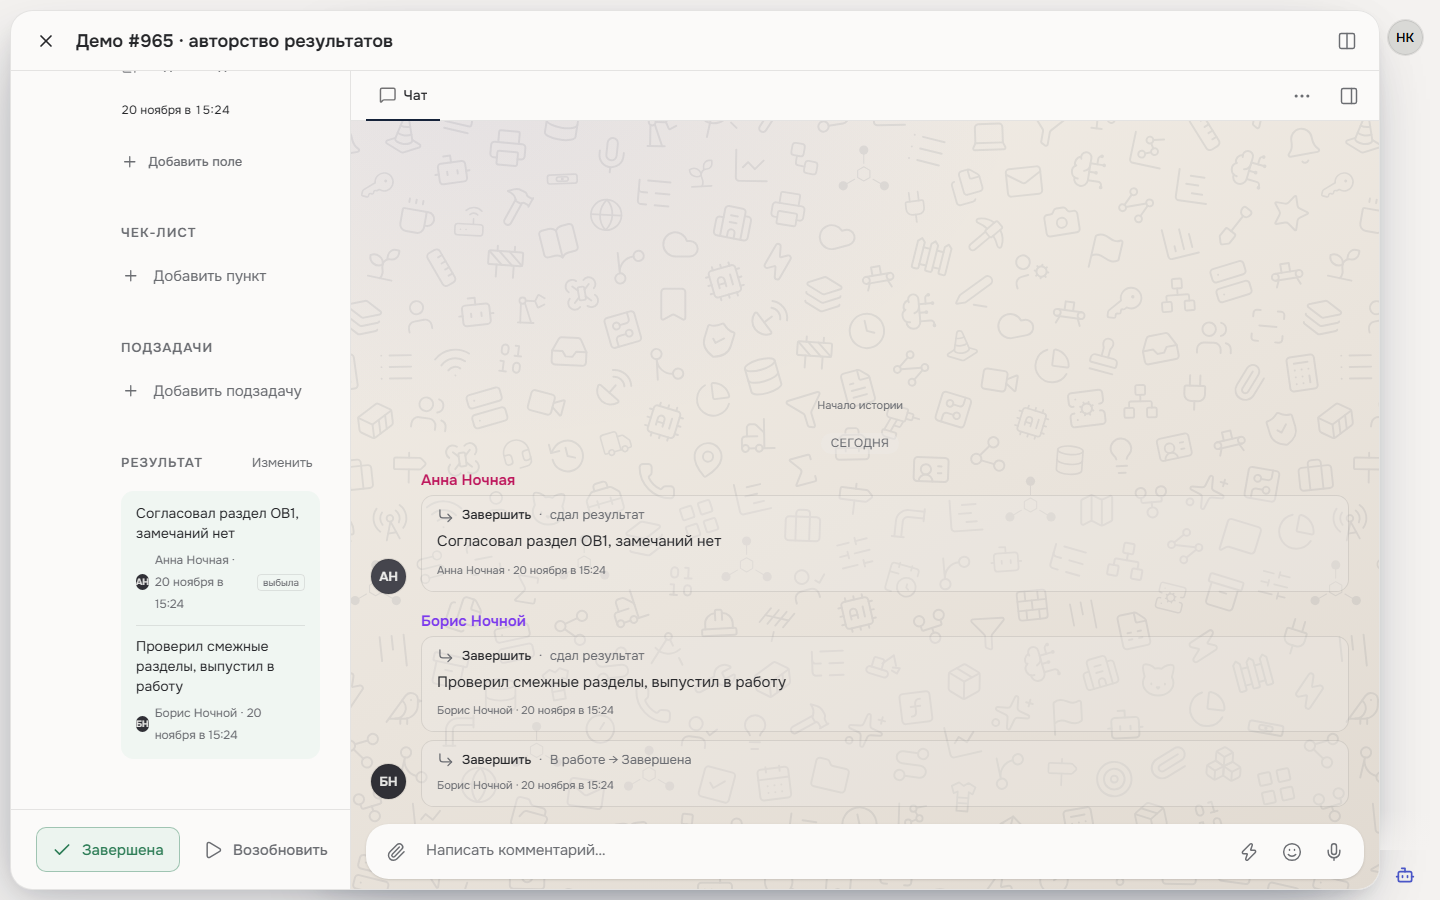 Демо #965 · авторство результатов
НК
20 ноября в 15:24
Добавить поле
ЧЕК-ЛИСТ
Добавить пункт
ПОДЗАДАЧИ
Добавить подзадачу
РЕЗУЛЬТАТ
Изменить
Согласовал раздел ОВ1,
замечаний нет
АН
Анна Ночная ·
20 ноября в
15:24
выбыла
Проверил смежные
разделы, выпустил в
работу
БН
Борис Ночной · 20
ноября в 15:24
Завершена
Возобновить
Чат
Начало истории
СЕГОДНЯ
Анна Ночная
Завершить · сдал результат
Согласовал раздел ОВ1, замечаний нет
Анна Ночная · 20 ноября в 15:24
АН
Борис Ночной
Завершить · сдал результат
Проверил смежные разделы, выпустил в работу
Борис Ночной · 20 ноября в 15:24
Завершить · В работе → Завершена
Борис Ночной · 20 ноября в 15:24
БН
Написать комментарий...